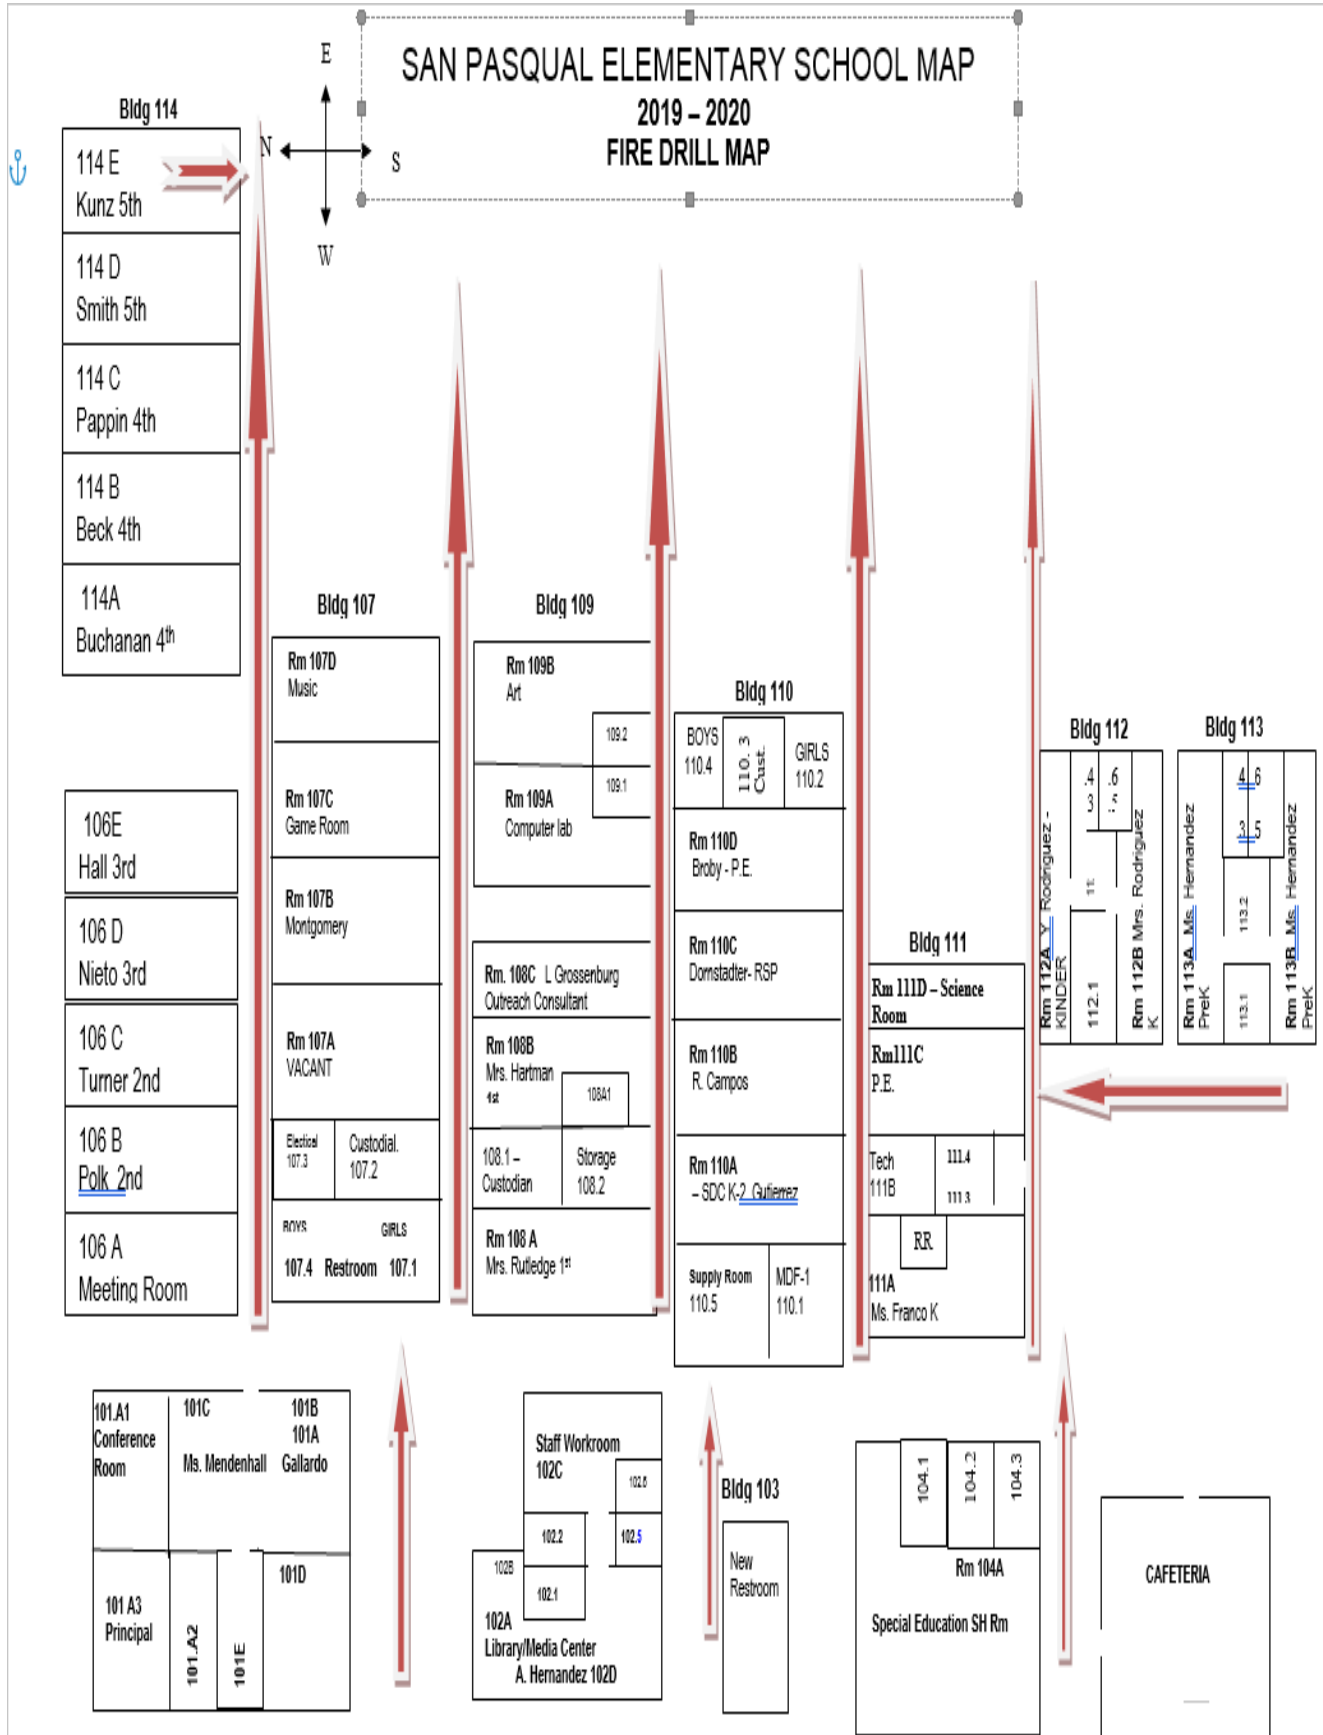 SAN PASQUAL ELEMENTARY SCHOOL MAP
2019 – 2020
FIRE DRILL MAP
E
N
S
W
Bldg 114
114 E
Kunz 5th
114 D
Smith 5th
114 C
Pappin 4th
114 B
Beck 4th
114A
Buchanan 4th
106E
Hall 3rd
106 D
Nieto 3rd
106 C
Turner 2nd
106 B
Polk 2nd
106 A
Meeting Room
Bldg 107
Rm 107D
Music
Rm 107C
Game Room
Rm 107B
Montgomery
Rm 107A
VACANT
Electical
107.3
Custodial.
107.2
BOYS
GIRLS
107.4 Restroom 107.1
Bldg 109
Rm 109B
Art
109.2
109.1
Rm 109A
Computer lab
Rm. 108C L Grossenburg
Outreach Consultant
Rm 108B
Mrs. Hartman
1st
108A1
108.1 –
Custodian
Storage
108.2
Rm 108 A
Mrs. Rutledge 1st
Bldg 110
BOYS
110.4
110. 3
Cust.
GIRLS
110.2
Rm 110D
Broby - P.E.
Rm 110C
Dornstadter- RSP
Rm 110B
R. Campos
Rm 110A
– SDC K-2 Gutierrez
Supply Room
110.5
MDF-1
110.1
Bldg 111
Rm 111D – Science
Room
Rm111C
P.E.
Tech
111B
111.4
111.3
RR
111A
Ms. Franco K
Bldg 112
.4 .6
3 .5
11:
112.1
Rm 112A Y Rodriguez -
KINDER
Rm 112B Mrs. Rodriguez
K
Bldg 113
4 6
3 5
113.2
113.1
Rm 113A Ms. Hernandez
PreK
Rm 113B Ms. Hernandez
PreK
101.A1
Conference
Room
101C
Ms. Mendenhall
101B
101A
Gallardo
101 A3
Principal
101.A2
101E
101D
Staff Workroom
102C
102.6
102.2
102.5
102B
102.1
102A
Library/Media Center
A. Hernandez 102D
Bldg 103
New
Restroom
104.1
104.2
104.3
Rm 104A
Special Education SH Rm
CAFETERIA